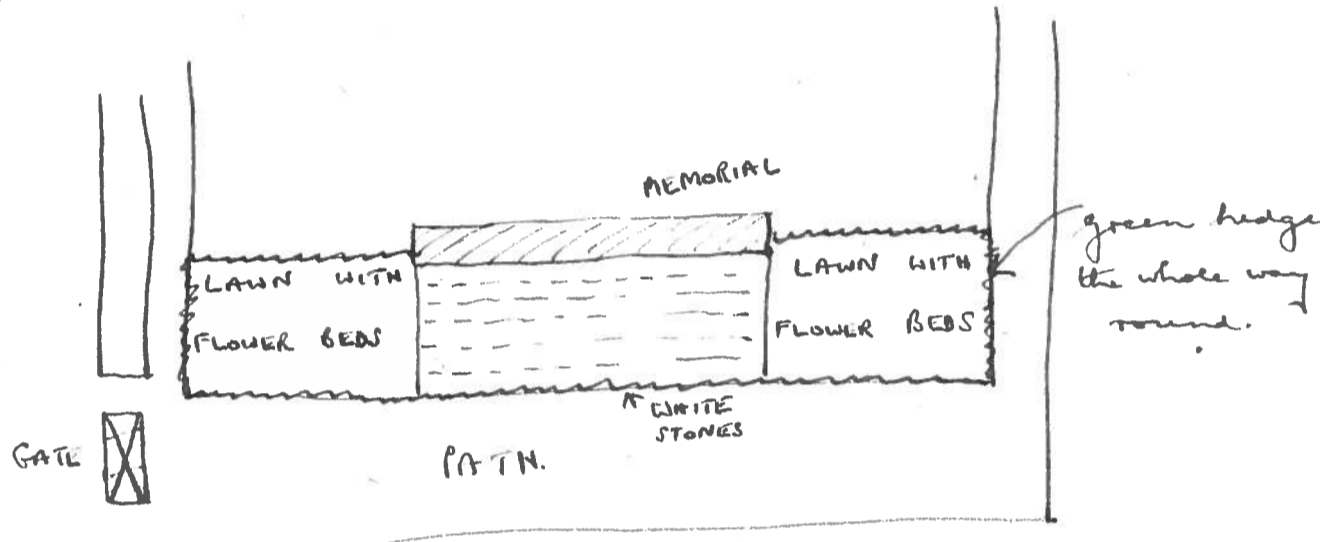 MEMORIAL
LAWN WITH
FLOWER BEDS
LAWN WITH
FLOWER BEDS
green hedge
the whole way
round.
WHITE
STONES
GATE
PATH.